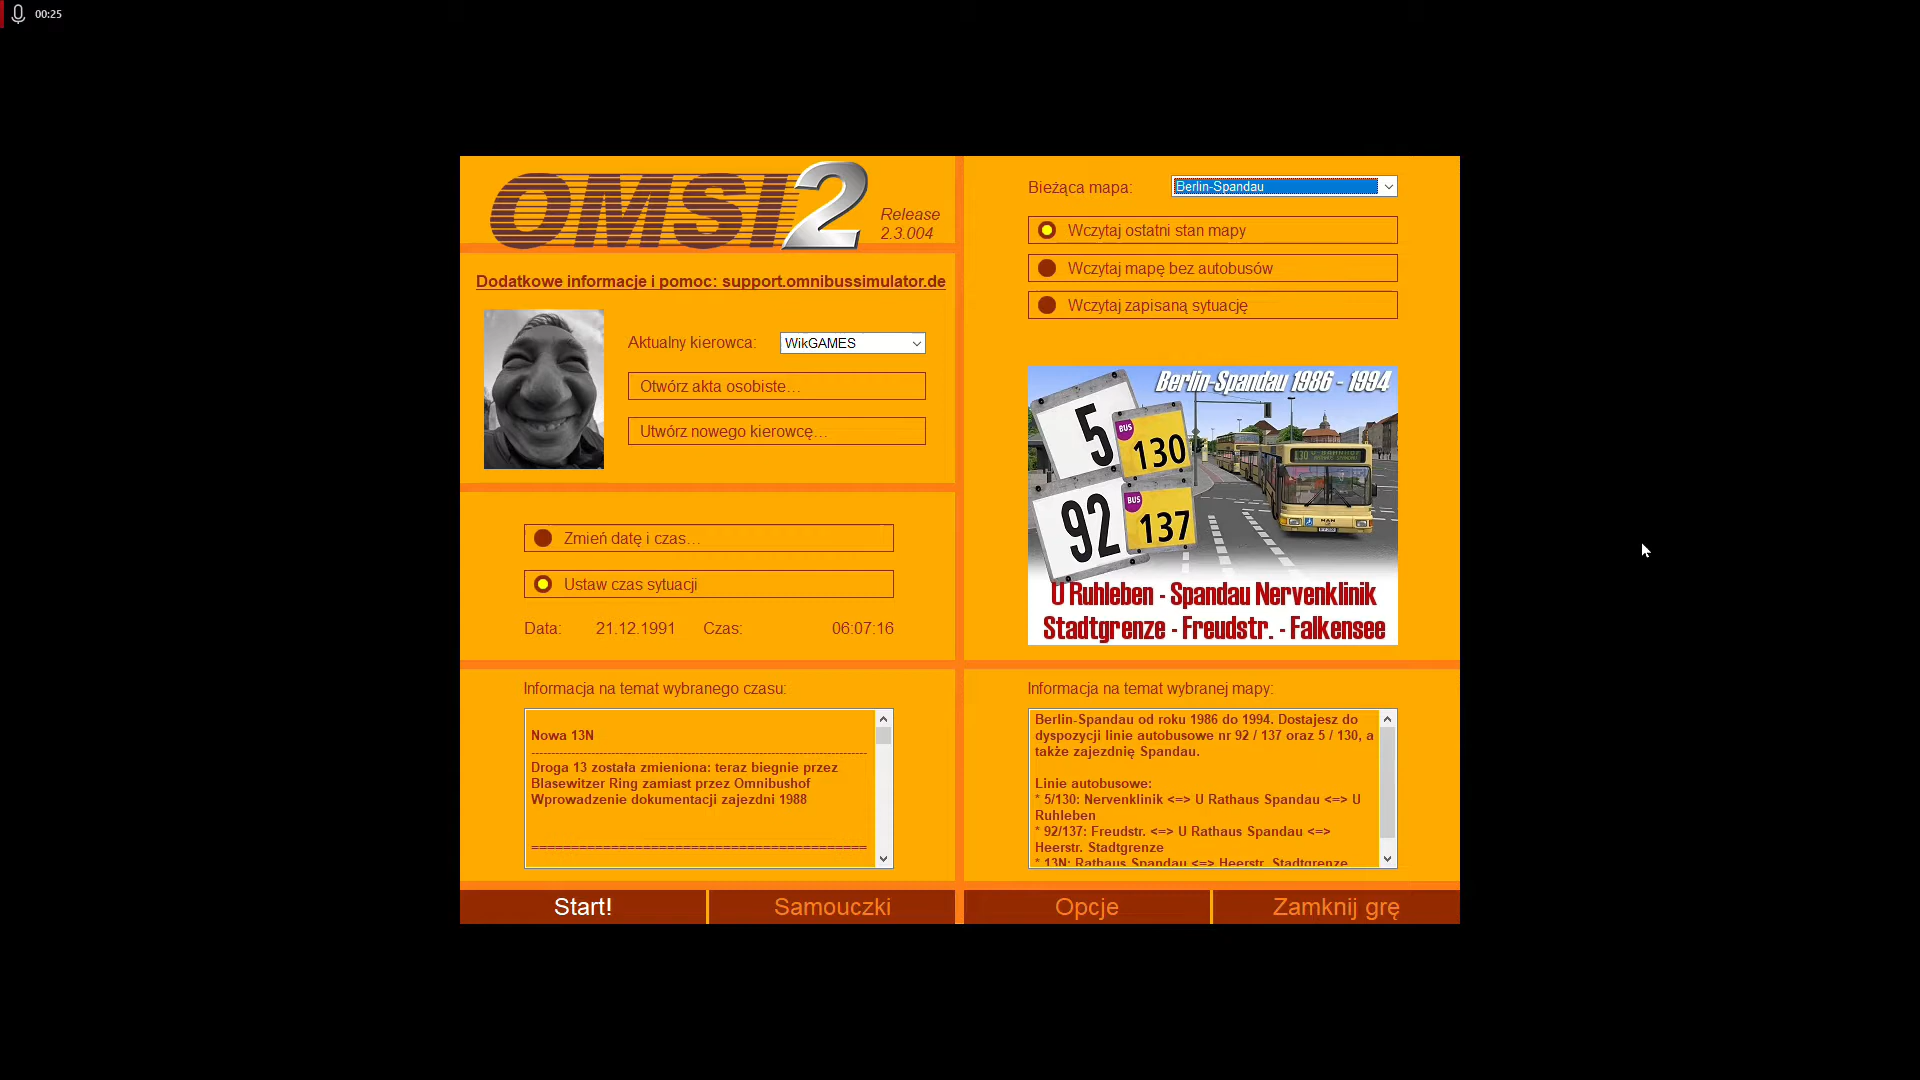 00:25
OMSI 2
Release
2.3.004
Dodatkowe informacje i pomoc: support.omnibussimulator.de
Aktualny kierowca: WikGAMES
Otwórz akta osobiste...
Utwórz nowego kierowcę...
Zmień datę i czas...
Ustaw czas sytuacji
Data: 21.12.1991 Czas: 06:07:16
Informacja na temat wybranego czasu:
Nowa 13N
Droga 13 została zmieniona: teraz biegnie przez
Blasewitzer Ring zamiast przez Omnibushof
Wprowadzenie dokumentacji zajezdni 1988
Bieżąca mapa: Berlin-Spandau
Wczytaj ostatni stan mapy
Wczytaj mapę bez autobusów
Wczytaj zapisaną sytuację
Berlin-Spandau 1986 - 1994
5
BUS
130
92
BUS
137
MAN
U Ruhleben - Spandau Nervenklinik
Stadtgrenze - Freudstr. - Falkensee
Informacja na temat wybranej mapy:
Berlin-Spandau od roku 1986 do 1994. Dostajesz do
dyspozycji linie autobusowe nr 92 / 137 oraz 5 / 130, a
także zajezdnię Spandau.
Linie autobusowe:
* 5/130: Nervenklinik <=> U Rathaus Spandau <=> U
Ruhleben
* 92/137: Freudstr. <=> U Rathaus Spandau <=>
Heerstr. Stadtgrenze
* 13N: Rathaus Spandau <=> Heerstr. Stadtgrenze
Start!
Samouczki
Opcje
Zamknij grę